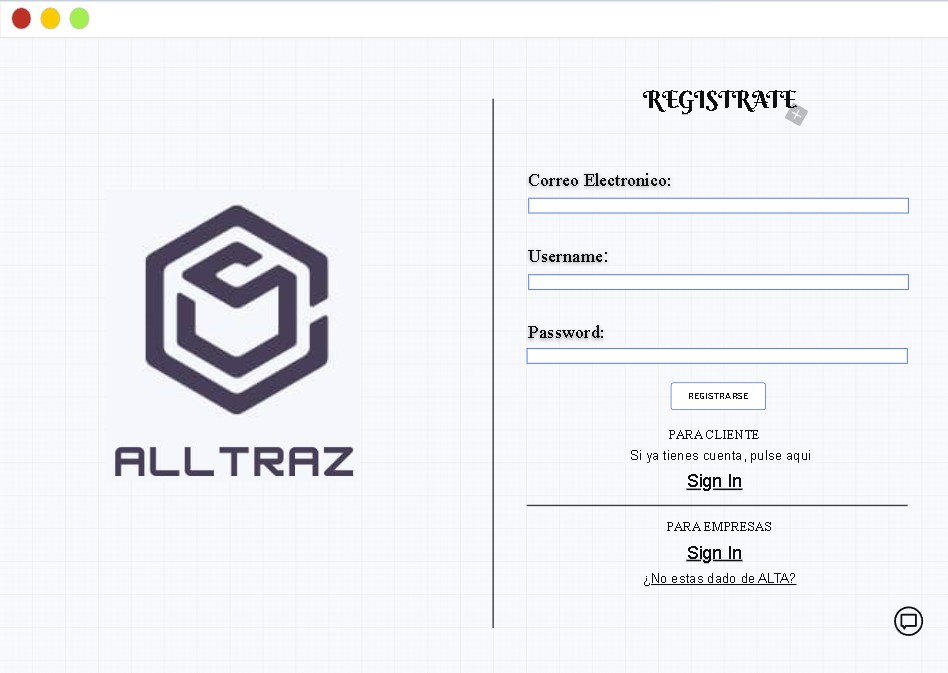 ALLTRAZ
REGISTRATE
Correo Electronico:
Username:
Password:
REGISTRARSE
PARA CLIENTE
Si ya tienes cuenta, pulse aqui
Sign In
PARA EMPRESAS
Sign In
¿No estas dado de ALTA?